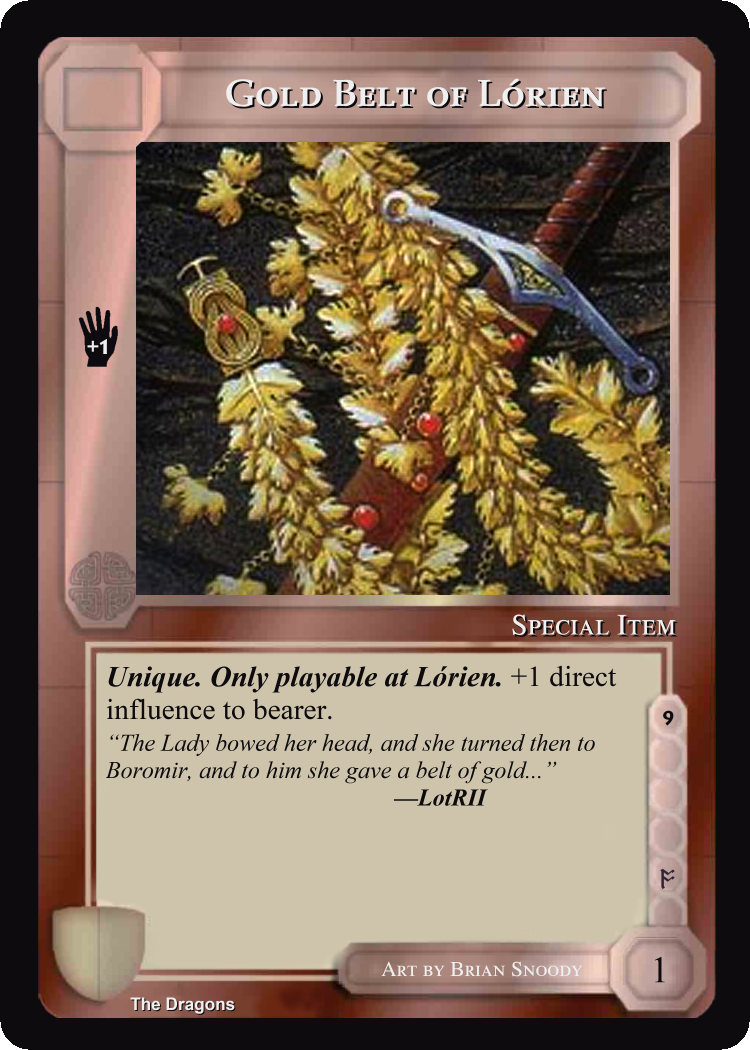 Gold Belt of Lórien
+1
Special Item
Unique. Only playable at Lórien. +1 direct
influence to bearer.
“The Lady bowed her head, and she turned then to
Boromir, and to him she gave a belt of gold...”
—LotRII
9
ᚩ
Art by Brian Snoody
1
The Dragons